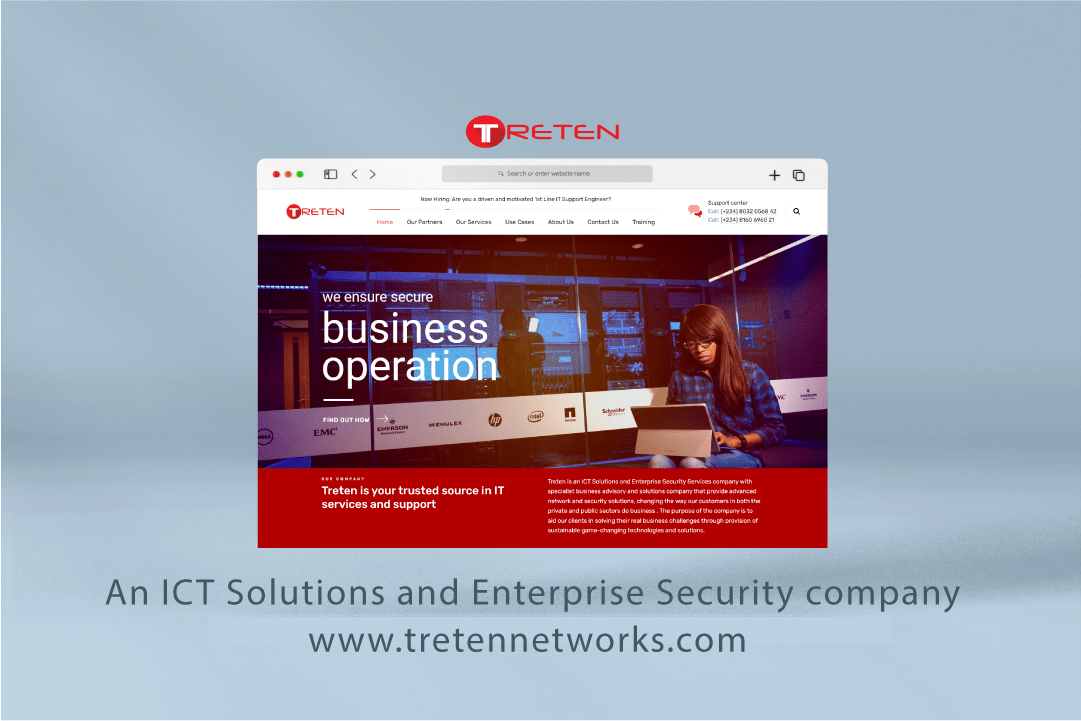 TRETEN
Search or enter website name
Now Hiring: Are you a driven and motivated 1st Line IT Support Engineer?
TRETEN
Home Our Partners Our Services Use Cases About Us Contact Us Training
Support center
Call: (+234) 8032 0568 42
Call: (+234) 8160 6960 21
we ensure secure
business
operation
FIND OUT HOW
DELL
EMC
EMERSON
Network Power
EMULEX
hp
intel
NetApp
Schneider
Electric
EMC
EMERSON
OUR COMPANY
Treten is your trusted source in IT
services and support
Treten is an ICT Solutions and Enterprise Security Services company with
specialist business advisory and solutions company that provide advanced
network and security solutions, changing the way our customers in both the
private and public sectors do business . The purpose of the company is to
aid our clients in solving their real business challenges through provision of
sustainable game-changing technologies and solutions.
An ICT Solutions and Enterprise Security company
www.tretennetworks.com